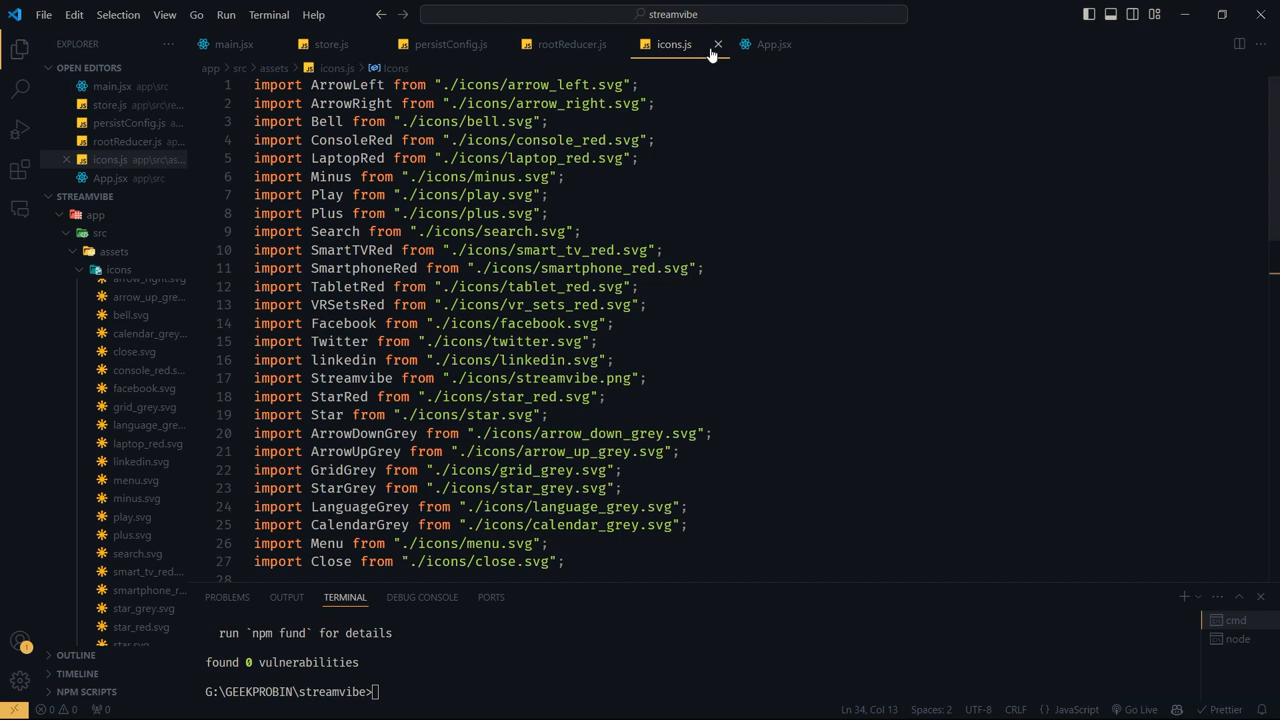 File Edit Selection View Go Run Terminal Help
streamvibe
EXPLORER
main.jsx
store.js
persistConfig.js
rootReducer.js
icons.js
App.jsx
OPEN EDITORS
main.jsx app\src
store.js app\src\re...
persistConfig.js a...
rootReducer.js ap...
icons.js app\src\as...
App.jsx app\src
STREAMVIBE
app
src
assets
icons
arrow_right.svg
arrow_up_gre...
bell.svg
calendar_grey...
close.svg
console_red.s...
facebook.svg
grid_grey.svg
language_gre...
laptop_red.svg
linkedin.svg
menu.svg
minus.svg
play.svg
plus.svg
search.svg
smart_tv_red....
smartphone_r...
star_grey.svg
star_red.svg
star.svg
OUTLINE
TIMELINE
NPM SCRIPTS
app > src > assets > icons.js > Icons
1 import ArrowLeft from "./icons/arrow_left.svg";
2 import ArrowRight from "./icons/arrow_right.svg";
3 import Bell from "./icons/bell.svg";
4 import ConsoleRed from "./icons/console_red.svg";
5 import LaptopRed from "./icons/laptop_red.svg";
6 import Minus from "./icons/minus.svg";
7 import Play from "./icons/play.svg";
8 import Plus from "./icons/plus.svg";
9 import Search from "./icons/search.svg";
10 import SmartTVRed from "./icons/smart_tv_red.svg";
11 import SmartphoneRed from "./icons/smartphone_red.svg";
12 import TabletRed from "./icons/tablet_red.svg";
13 import VRSetsRed from "./icons/vr_sets_red.svg";
14 import Facebook from "./icons/facebook.svg";
15 import Twitter from "./icons/twitter.svg";
16 import linkedin from "./icons/linkedin.svg";
17 import Streamvibe from "./icons/streamvibe.png";
18 import StarRed from "./icons/star_red.svg";
19 import Star from "./icons/star.svg";
20 import ArrowDownGrey from "./icons/arrow_down_grey.svg";
21 import ArrowUpGrey from "./icons/arrow_up_grey.svg";
22 import GridGrey from "./icons/grid_grey.svg";
23 import StarGrey from "./icons/star_grey.svg";
24 import LanguageGrey from "./icons/language_grey.svg";
25 import CalendarGrey from "./icons/calendar_grey.svg";
26 import Menu from "./icons/menu.svg";
27 import Close from "./icons/close.svg";
28
PROBLEMS OUTPUT TERMINAL DEBUG CONSOLE PORTS
run `npm fund` for details
found 0 vulnerabilities
G:\GEEKPROBIN\streamvibe>
cmd
node
1
0 0 0
Ln 34, Col 13 Spaces: 2 UTF-8 CRLF {} JavaScript Go Live Prettier